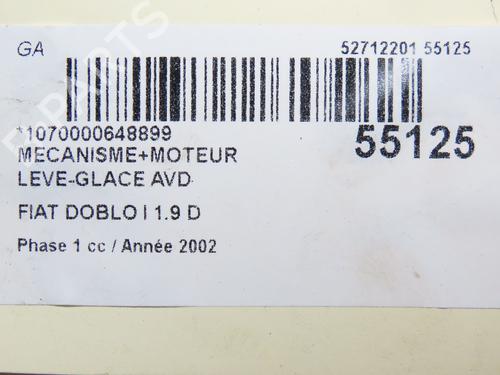 GA
52712201 55125
*1070000648899
55125
MECANISME+MOTEUR
LEVE-GLACE AVD
FIAT DOBLO I 1.9 D
Phase 1 cc / Année 2002